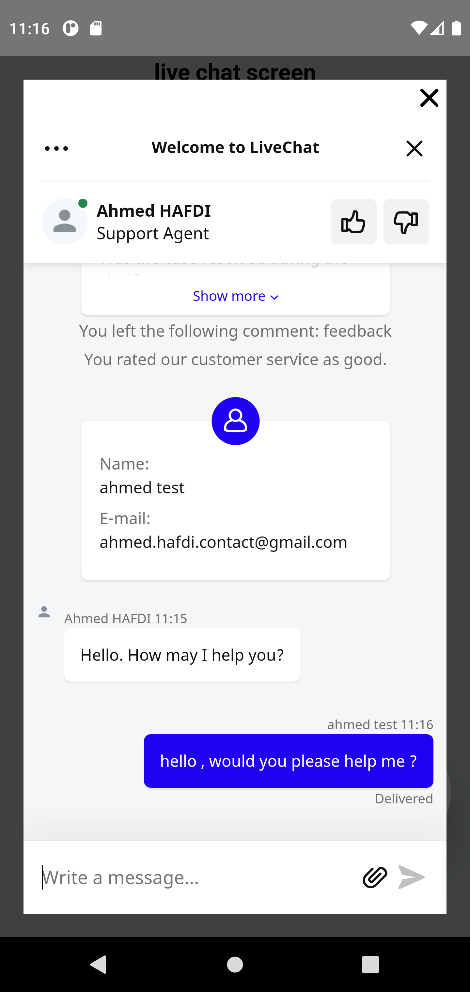 11:16
live chat screen
Welcome to LiveChat
Ahmed HAFDI
Support Agent
Show more
You left the following comment: feedback
You rated our customer service as good.
Name:
ahmed test
E-mail:
ahmed.hafdi.contact@gmail.com
Ahmed HAFDI 11:15
Hello. How may I help you?
ahmed test 11:16
hello , would you please help me ?
Delivered
Write a message...